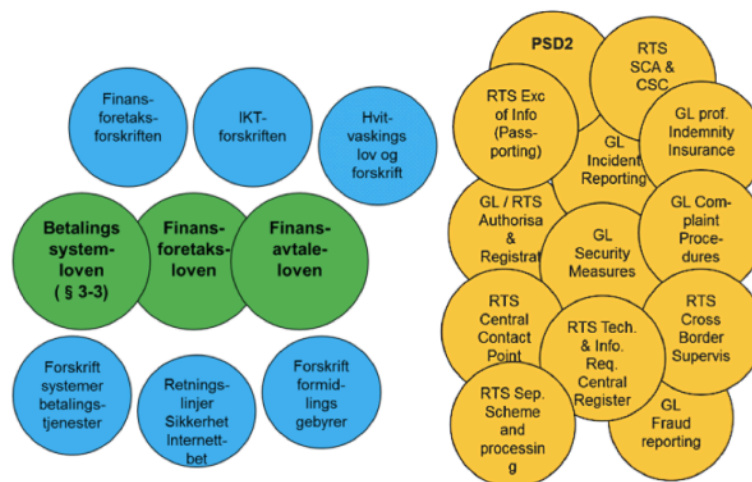 Finans-
foretaks-
forskriften
IKT-
forskriften
Hvit-
vaskings
lov og
forskrift
Betalings
system-
loven
( § 3-3)
Finans-
foretaks-
loven
Finans-
avtale-
loven
Forskrift
systemer
betalings-
tjenester
Retnings-
linjer
Sikkerhet
Internett-
bet
Forskrift
formid-
lings
gebyrer
PSD2
RTS
SCA &
CSC
RTS Exc
of Info
(Pass-
porting)
GL
Incident
Reporting
GL prof.
Indemnity
Insurance
GL / RTS
Authorisa
&
Registrat
GL
Security
Measures
GL Com-
plaint
Proce-
dures
RTS
Central
Contact
Point
RTS Tech.
& Info.
Req.
Central
Register
RTS
Cross
Border
Supervis
RTS Sep.
Scheme
and
processin
g
GL
Fraud
reporting